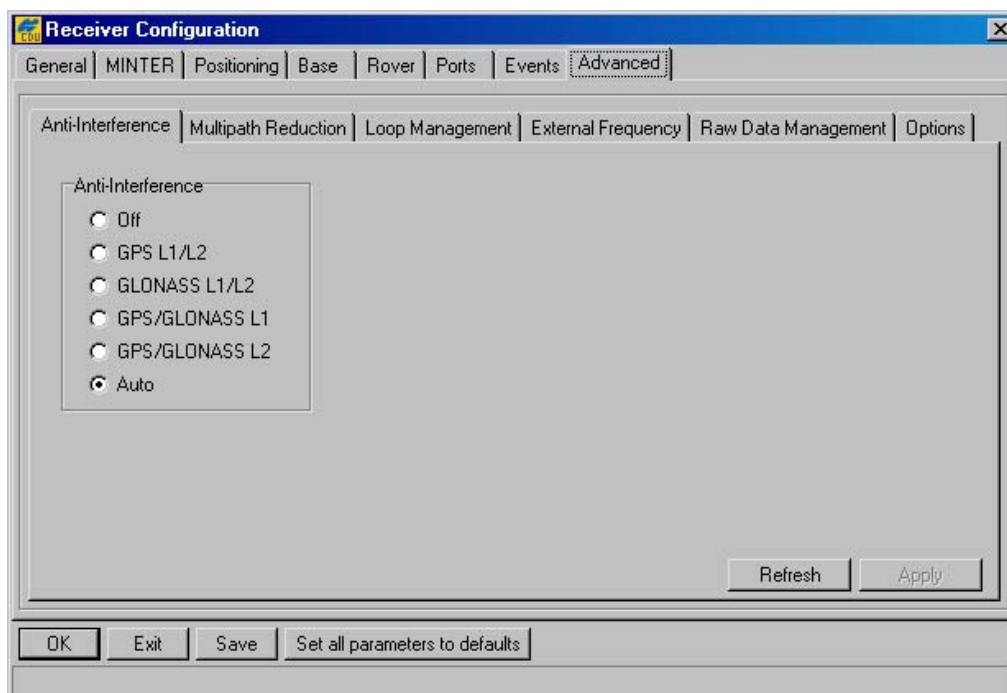 CDU Receiver Configuration
General MINTER Positioning Base Rover Ports Events Advanced
Anti-Interference Multipath Reduction Loop Management External Frequency Raw Data Management Options
Anti-Interference
Off
GPS L1/L2
GLONASS L1/L2
GPS/GLONASS L1
GPS/GLONASS L2
Auto
Refresh Apply
OK Exit Save Set all parameters to defaults